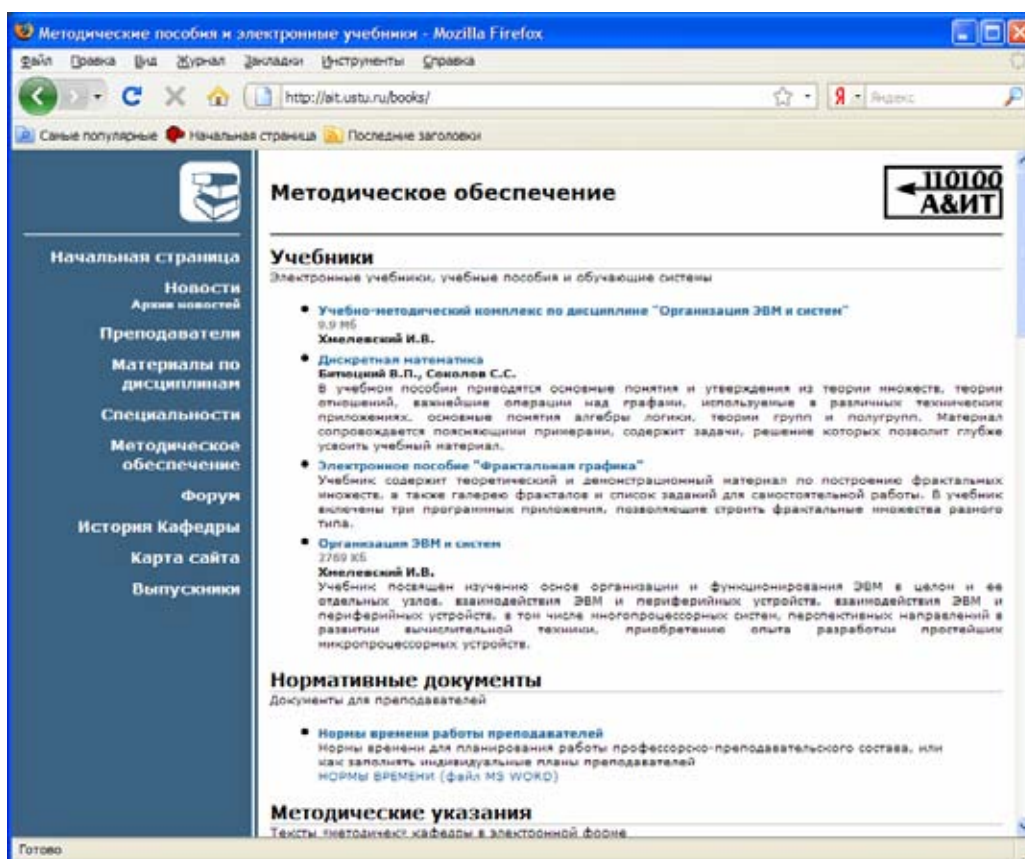 Методические пособия и электронные учебники - Mozilla Firefox
Файл Правка Вид Журнал Закладки Инструменты Справка
http://ait.ustu.ru/books/
Я Яндекс
Самые популярные Начальная страница Последние заголовки
Методическое обеспечение
110100
А&ИТ
Начальная страница
Новости
Архив новостей
Преподаватели
Материалы по
дисциплинам
Специальности
Методическое
обеспечение
Форум
История Кафедры
Карта сайта
Выпускники
Учебники
Электронные учебники, учебные пособия и обучающие системы
Учебно-методический комплекс по дисциплине "Организация ЭВМ и систем"
9.9 Мб
Хмелевский И.В.
Дискретная математика
Битюцкий В.П., Соколов С.С.
В учебном пособии приводятся основные понятия и утверждения из теории множеств, теории
отношений, важнейшие операции над графами, используемые в различных технических
приложениях, основные понятия алгебры логики, теории групп и полугрупп. Материал
сопровождается поясняющими примерами, содержит задачи, решение которых позволит глубже
усвоить учебный материал.
Электронное пособие "Фрактальная графика"
Учебник содержит теоретический и демонстрационный материал по построению фрактальных
множеств, а также галерею фракталов и список заданий для самостоятельной работы. В учебник
включены три программных приложения, позволяющие строить фрактальные множества разного
типа.
Организация ЭВМ и систем
2769 Кб
Хмелевский И.В.
Учебник посвящен изучению основ организации и функционирования ЭВМ в целом и ее
отдельных узлов, взаимодействия ЭВМ и периферийных устройств, взаимодействия ЭВМ и
периферийных устройств, в том числе многопроцессорных систем, перспективных направлений в
развитии вычислительной техники, приобретению опыта разработки простейших
микропроцессорных устройств.
Нормативные документы
Документы для преподавателей
Нормы времени работы преподавателей
Нормы времени для планирования работы профессорско-преподавательского состава, или
как заполнять индивидуальные планы преподавателей
НОРМЫ ВРЕМЕНИ (файл MS WORD)
Методические указания
Тексты «методичек» кафедры в электронной форме
Готово